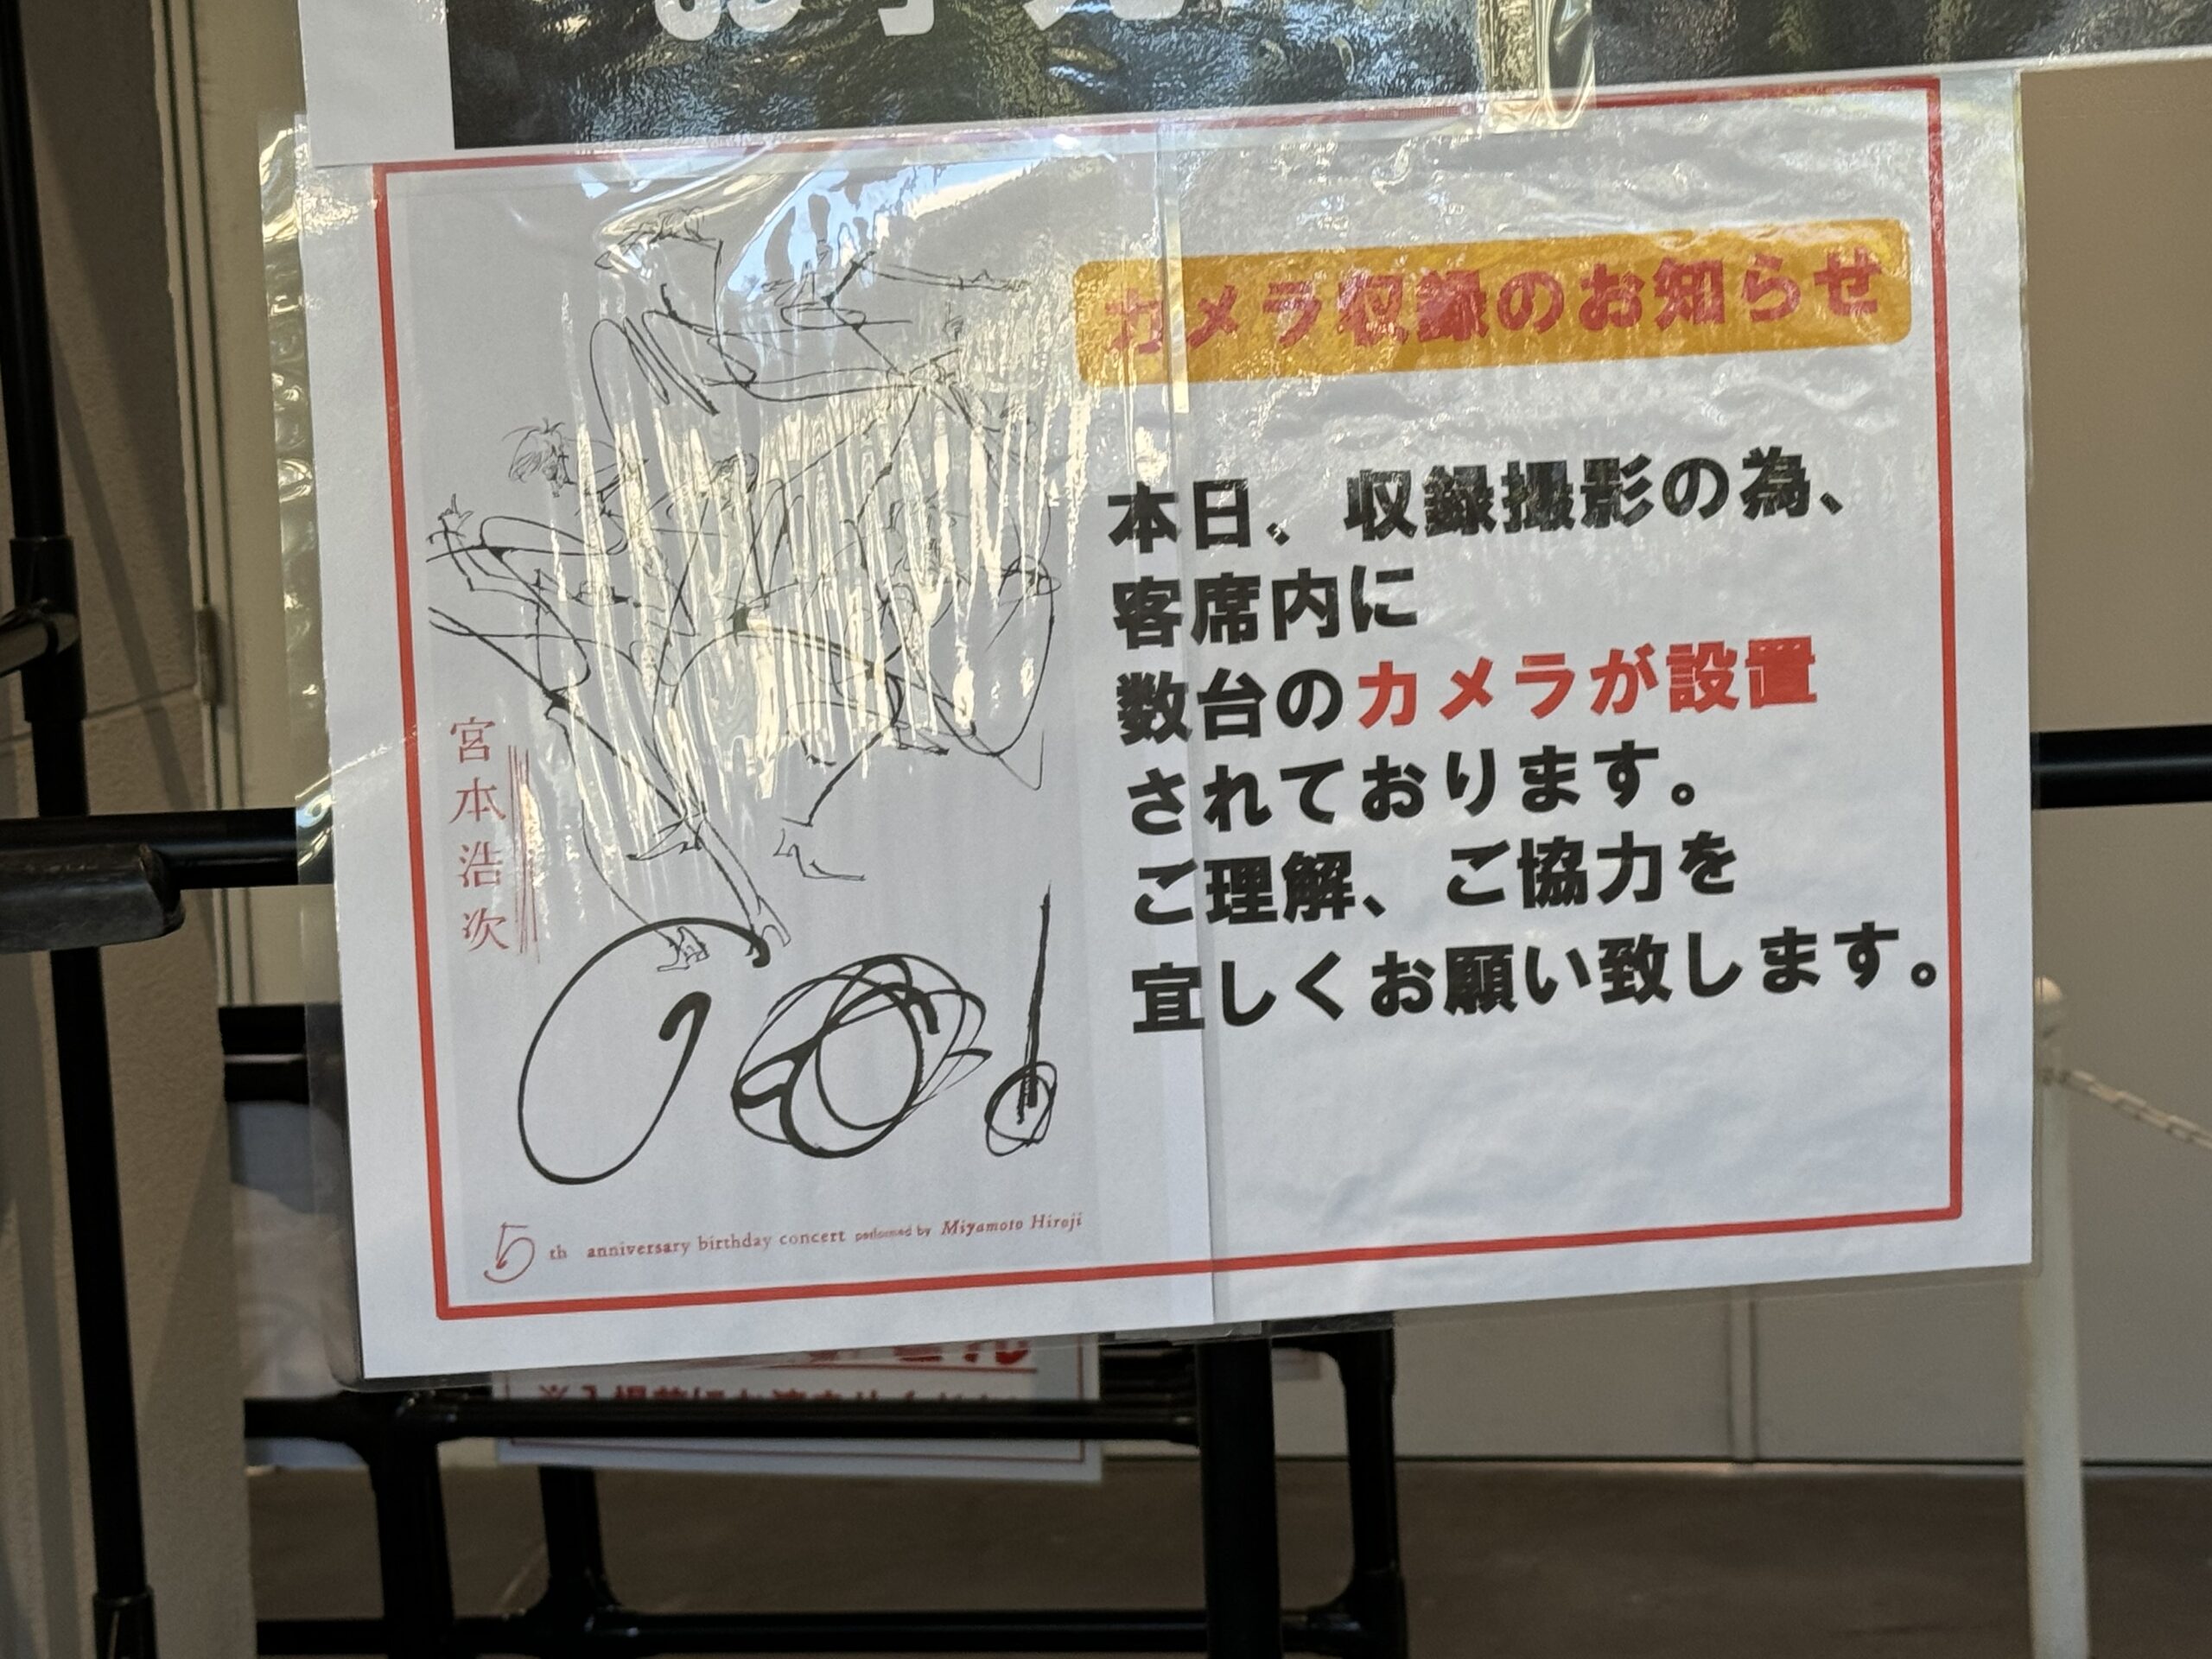 カメラ収録のお知らせ
本日、収録撮影の為、
客席内に
数台のカメラが設置
されております。
ご理解、ご協力を
宜しくお願い致します。
宮本浩次
5th anniversary birthday concert performed by Miyamoto Hiroji